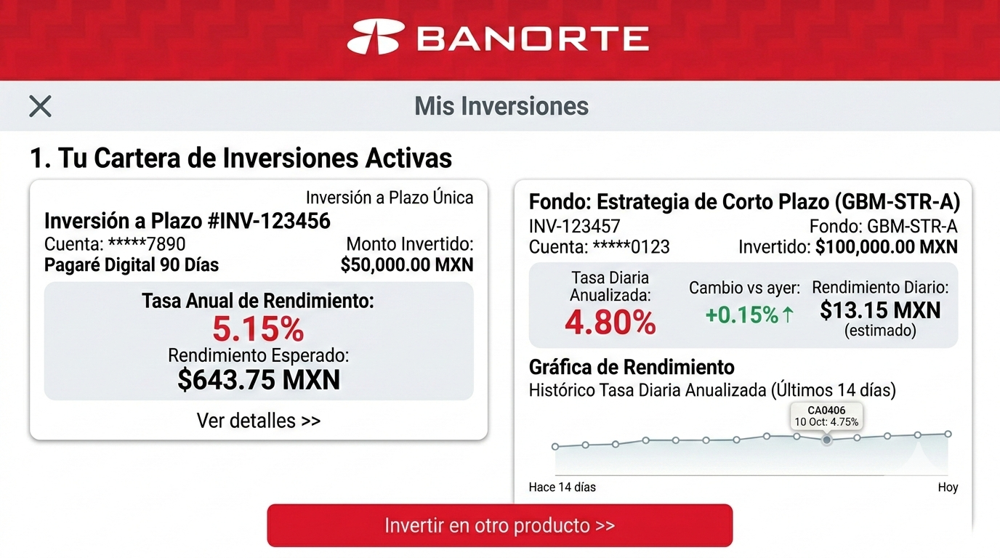 BANORTE
Mis Inversiones
1. Tu Cartera de Inversiones Activas
Inversión a Plazo Única
Inversión a Plazo #INV-123456
Cuenta: *****7890
Monto Invertido:
Pagaré Digital 90 Días
$50,000.00 MXN
Tasa Anual de Rendimiento:
5.15%
Rendimiento Esperado:
$643.75 MXN
Ver detalles >>
Fondo: Estrategia de Corto Plazo (GBM-STR-A)
INV-123457
Fondo: GBM-STR-A
Cuenta: *****0123
Invertido: $100,000.00 MXN
Tasa Diaria
Anualizada:
4.80%
Cambio vs ayer:
+0.15%↑
Rendimiento Diario:
$13.15 MXN
(estimado)
Gráfica de Rendimiento
Histórico Tasa Diaria Anualizada (Últimos 14 días)
CA0406
10 Oct: 4.75%
Hace 14 días
Hoy
Invertir en otro producto >>